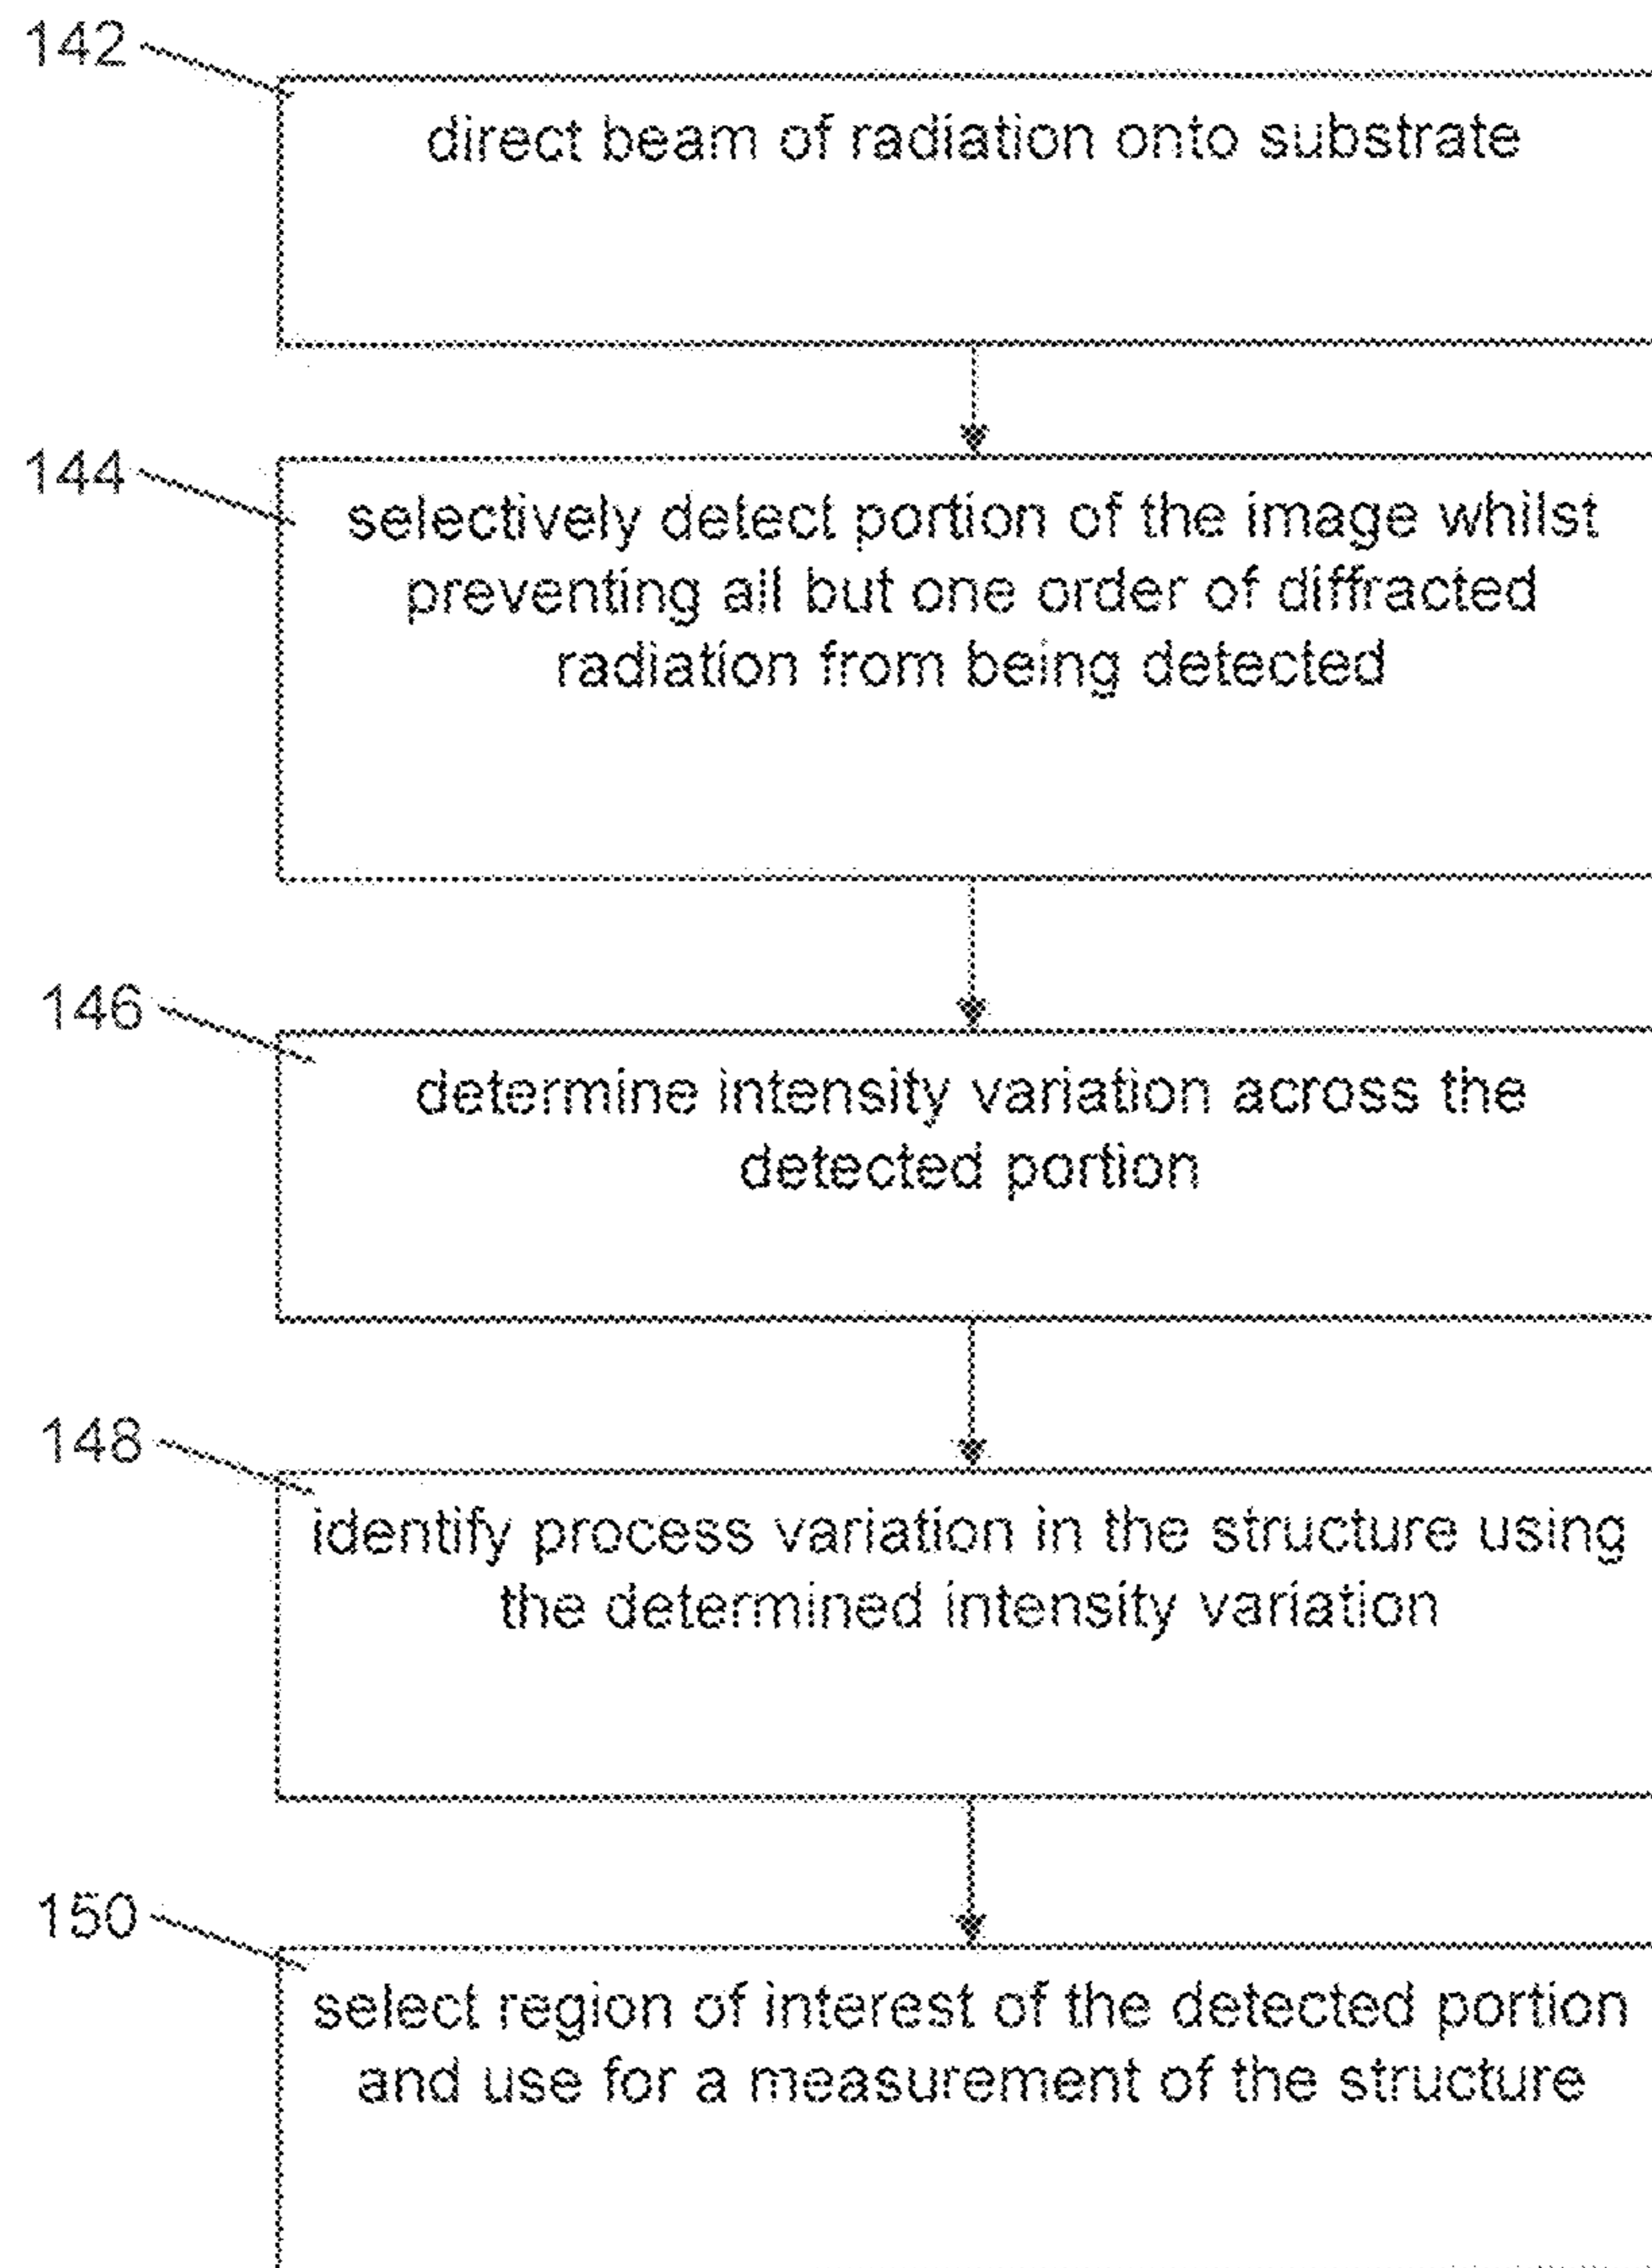 142
direct beam of radiation onto substrate
144
selectively detect portion of the image whilst
preventing all but one order of diffracted
radiation from being detected
146
determine intensity variation across the
detected portion
148
identify process variation in the structure using
the determined intensity variation
150
select region of interest of the detected portion
and use for a measurement of the structure